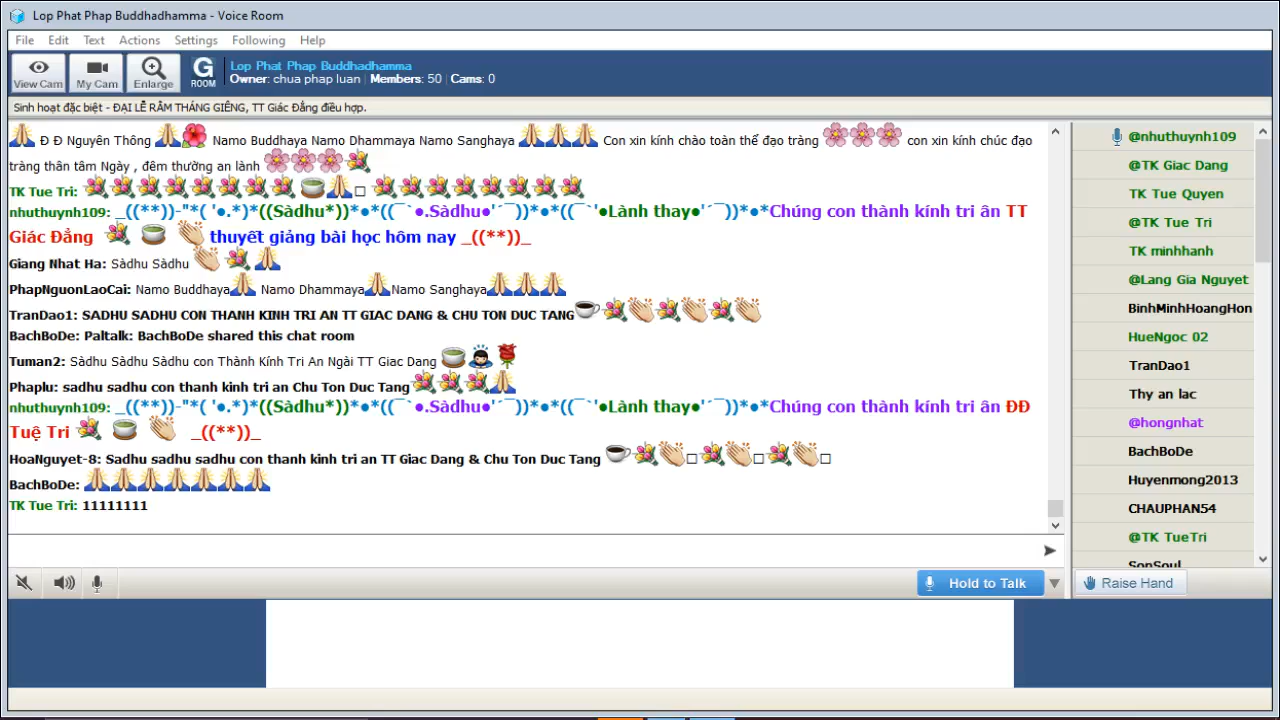 Lop Phat Phap Buddhadhamma - Voice Room
File Edit Text Actions Settings Following Help
View Cam My Cam Enlarge G ROOM
Lop Phat Phap Buddhadhamma
Owner: chua phap luan | Members: 50 | Cams: 0
Sinh hoạt đặc biệt - ĐẠI LỄ RẰM THÁNG GIÊNG, TT Giác Đẳng điều hợp.
Đ Đ Nguyên Thông Namo Buddhaya Namo Dhammaya Namo Sanghaya Con xin kính chào toàn thể đạo tràng con xin kính chúc đạo
tràng thân tâm Ngày , đêm thường an lành
TK Tue Tri:
nhuthuynh109: _((**))-"*( '●.*)*((Sàdhu*))*●*((¯`●.Sàdhu●'´¯))*●*((¯`'●Lành thay●'´¯))*●*Chúng con thành kính tri ân TT
Giác Đẳng thuyết giảng bài học hôm nay _((**))_
Giang Nhat Ha: Sàdhu Sàdhu
PhapNguonLaoCai: Namo Buddhaya Namo Dhammaya Namo Sanghaya
TranDao1: SADHU SADHU CON THANH KINH TRI AN TT GIAC DANG & CHU TON DUC TANG
BachBoDe: Paltalk: BachBoDe shared this chat room
Tuman2: Sàdhu Sàdhu Sàdhu con Thành Kính Tri An Ngài TT Giac Dang
Phaplu: sadhu sadhu con thanh kinh tri an Chu Ton Duc Tang
nhuthuynh109: _((**))-"*( '●.*)*((Sàdhu*))*●*((¯`●.Sàdhu●'´¯))*●*((¯`'●Lành thay●'´¯))*●*Chúng con thành kính tri ân ĐĐ
Tuệ Tri _((**))_
HoaNguyet-8: Sadhu sadhu sadhu con thanh kinh tri an TT Giac Dang & Chu Ton Duc Tang
BachBoDe:
TK Tue Tri: 11111111
@nhuthuynh109
@TK Giac Dang
TK Tue Quyen
@TK Tue Tri
TK minhhanh
@Lang Gia Nguyet
BinhMinhHoangHon
HueNgoc 02
TranDao1
Thy an lac
@hongnhat
BachBoDe
Huyenmong2013
CHAUPHAN54
@TK TueTri
SonSoul
Hold to Talk
Raise Hand